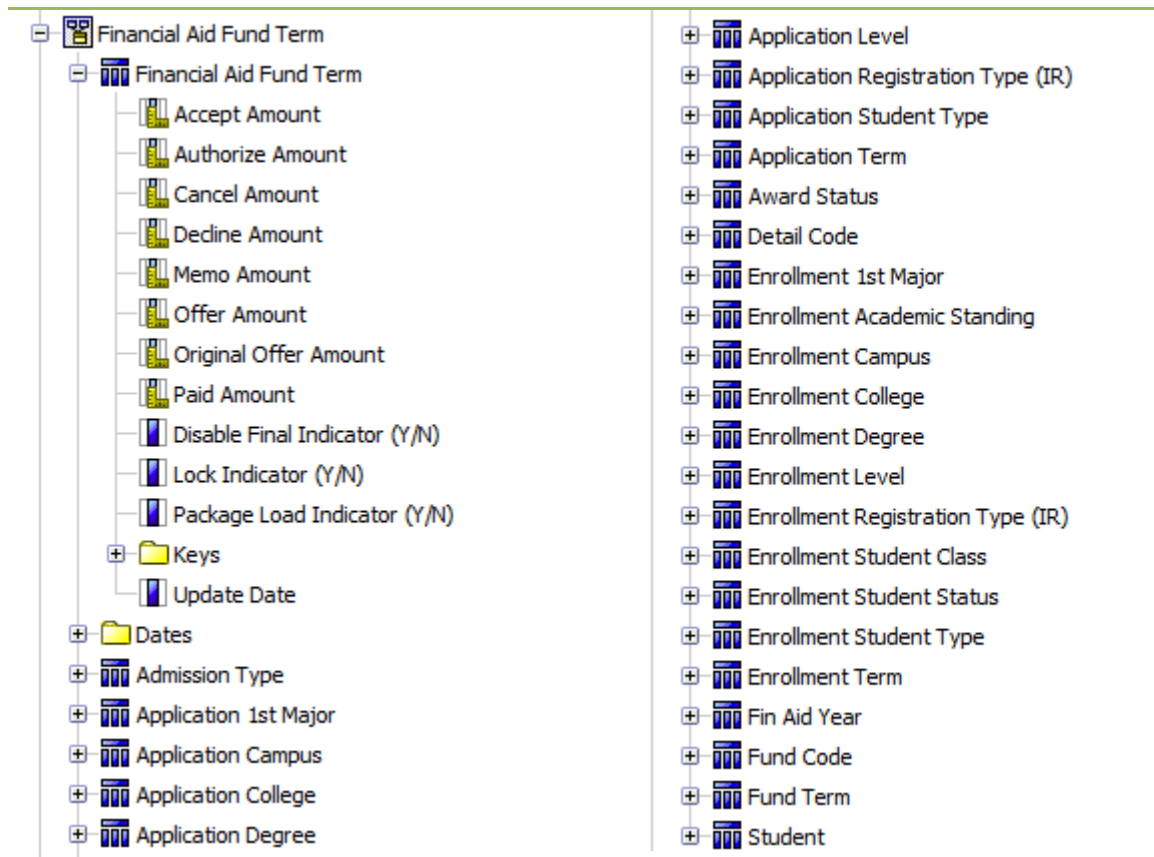 Financial Aid Fund Term
Financial Aid Fund Term
Accept Amount
Authorize Amount
Cancel Amount
Decline Amount
Memo Amount
Offer Amount
Original Offer Amount
Paid Amount
Disable Final Indicator (Y/N)
Lock Indicator (Y/N)
Package Load Indicator (Y/N)
Keys
Update Date
Dates
Admission Type
Application 1st Major
Application Campus
Application College
Application Degree
Application Level
Application Registration Type (IR)
Application Student Type
Application Term
Award Status
Detail Code
Enrollment 1st Major
Enrollment Academic Standing
Enrollment Campus
Enrollment College
Enrollment Degree
Enrollment Level
Enrollment Registration Type (IR)
Enrollment Student Class
Enrollment Student Status
Enrollment Student Type
Enrollment Term
Fin Aid Year
Fund Code
Fund Term
Student